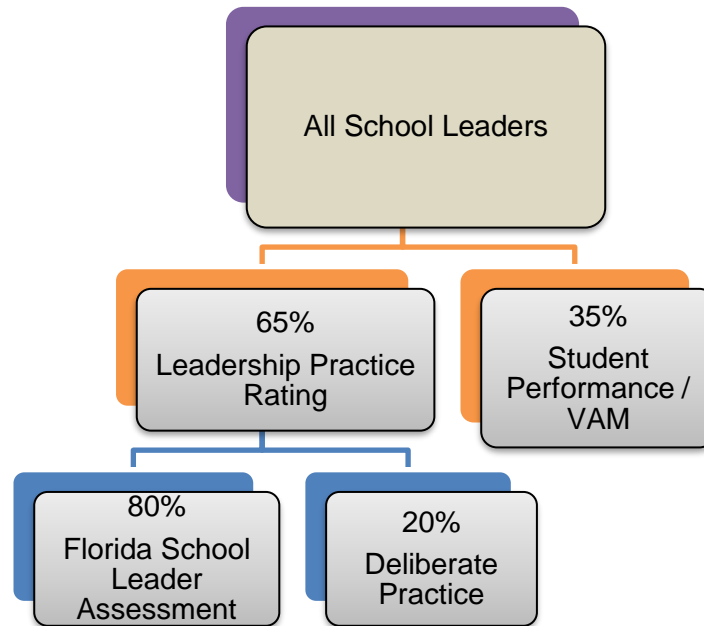 All School Leaders
65%
Leadership Practice
Rating
35%
Student
Performance /
VAM
80%
Florida School
Leader
Assessment
20%
Deliberate
Practice